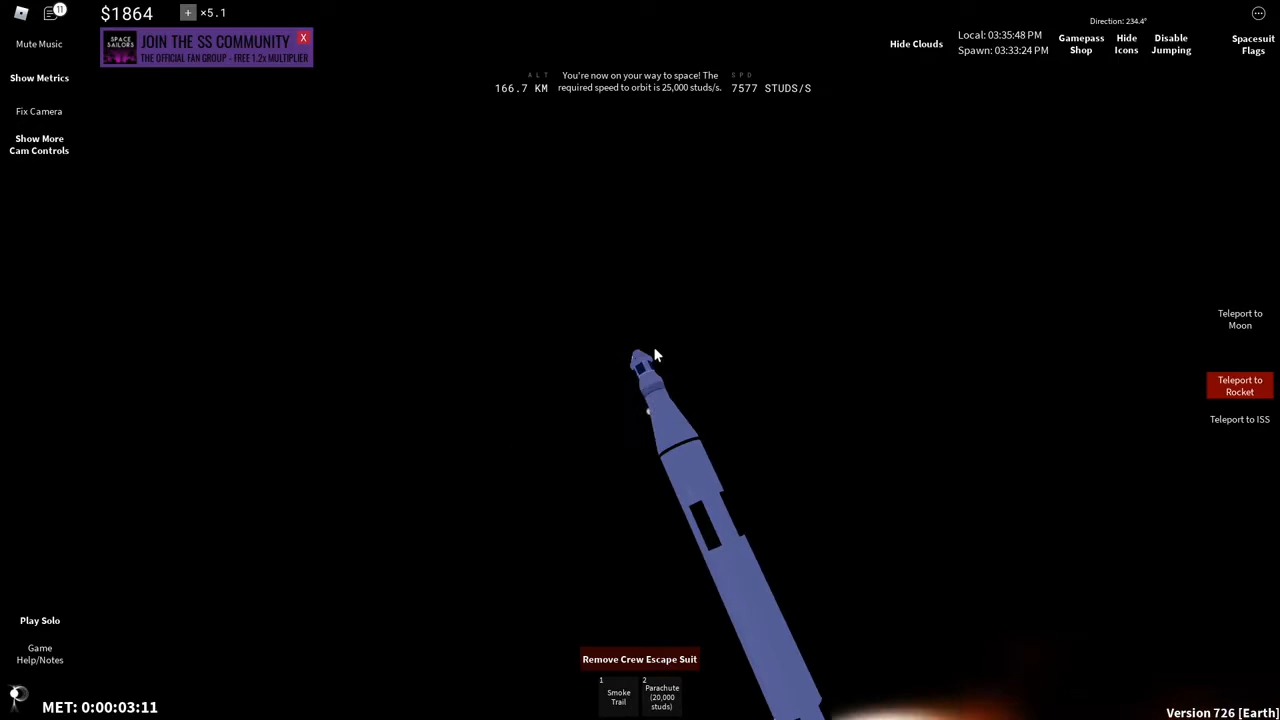 11
$1864
+ ×5.1
SPACE SAILORS
JOIN THE SS COMMUNITY
THE OFFICIAL FAN GROUP - FREE 1.2x MULTIPLIER
X
Direction: 234.4°
Mute Music
Show Metrics
Fix Camera
Show More
Cam Controls
Hide Clouds
Local: 03:35:48 PM
Spawn: 03:33:24 PM
Gamepass
Shop
Hide
Icons
Disable
Jumping
Spacesuit
Flags
ALT
166.7 KM
You're now on your way to space! The
required speed to orbit is 25,000 studs/s.
SPD
7577 STUDS/S
Teleport to
Moon
Teleport to
Rocket
Teleport to ISS
Play Solo
Game
Help/Notes
Remove Crew Escape Suit
1
Smoke
Trail
2
Parachute
(20,000
studs)
MET: 0:00:03:11
Version 726 [Earth]